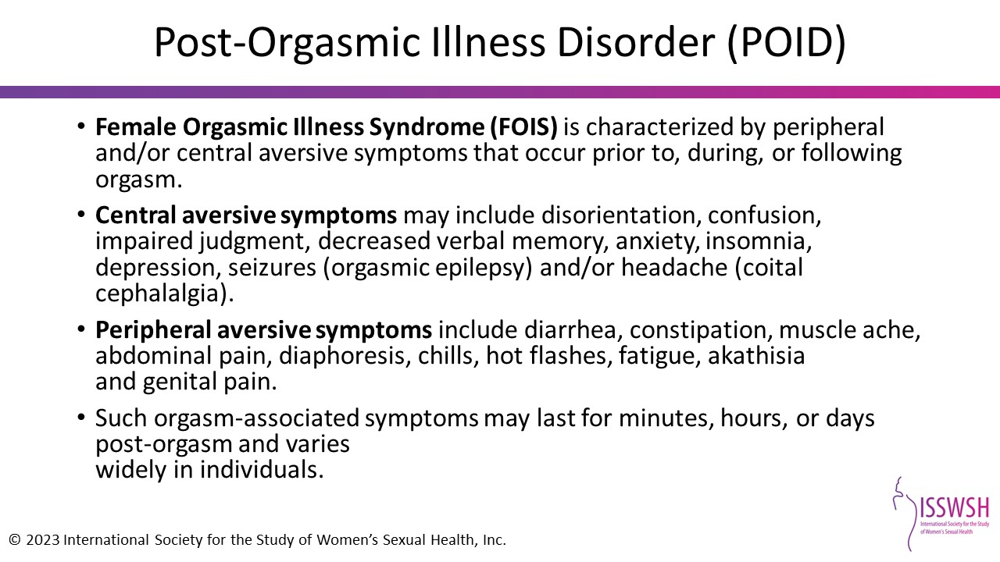 Post-Orgasmic Illness Disorder (POID)
• Female Orgasmic Illness Syndrome (FOIS) is characterized by peripheral
and/or central aversive symptoms that occur prior to, during, or following
orgasm.
• Central aversive symptoms may include disorientation, confusion,
impaired judgment, decreased verbal memory, anxiety, insomnia,
depression, seizures (orgasmic epilepsy) and/or headache (coital
cephalalgia).
• Peripheral aversive symptoms include diarrhea, constipation, muscle ache,
abdominal pain, diaphoresis, chills, hot flashes, fatigue, akathisia
and genital pain.
• Such orgasm-associated symptoms may last for minutes, hours, or days
post-orgasm and varies
widely in individuals.
ISSWSH
International Society for the Study
of Women's Sexual Health
© 2023 International Society for the Study of Women’s Sexual Health, Inc.